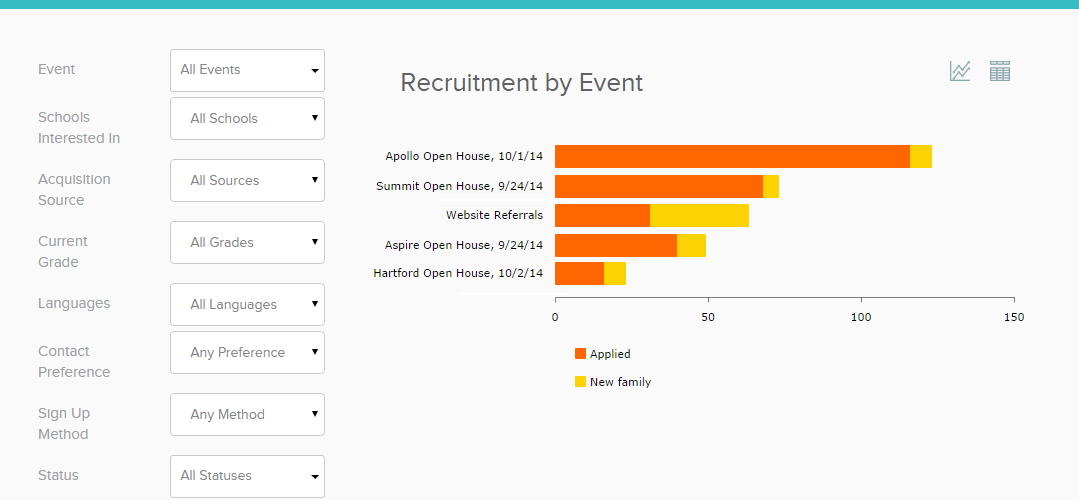 Event
All Events
Schools
Interested In
All Schools
Acquisition
Source
All Sources
Current
Grade
All Grades
Languages
All Languages
Contact
Preference
Any Preference
Sign Up
Method
Any Method
Status
All Statuses
Recruitment by Event
Apollo Open House, 10/1/14
Summit Open House, 9/24/14
Website Referrals
Aspire Open House, 9/24/14
Hartford Open House, 10/2/14
0 50 100 150
Applied
New family